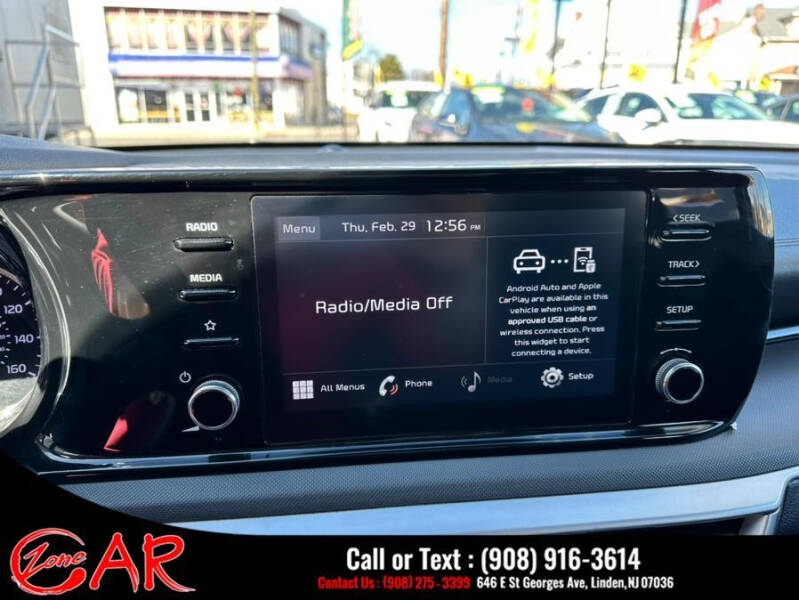 RADIO
MEDIA
Menu
Thu, Feb. 29 12:56 PM
Radio/Media Off
Android Auto and Apple
CarPlay are available in this
vehicle when using an
approved USB cable or
wireless connection. Press
this widget to start
connecting a device.
All Menus
Phone
Media
Setup
<SEEK
TRACK>
SETUP
120
140
160
Zone
CAR
Call or Text : (908) 916-3614
Contact Us : (908) 275 - 3399 646 E St Georges Ave, Linden, NJ 07036